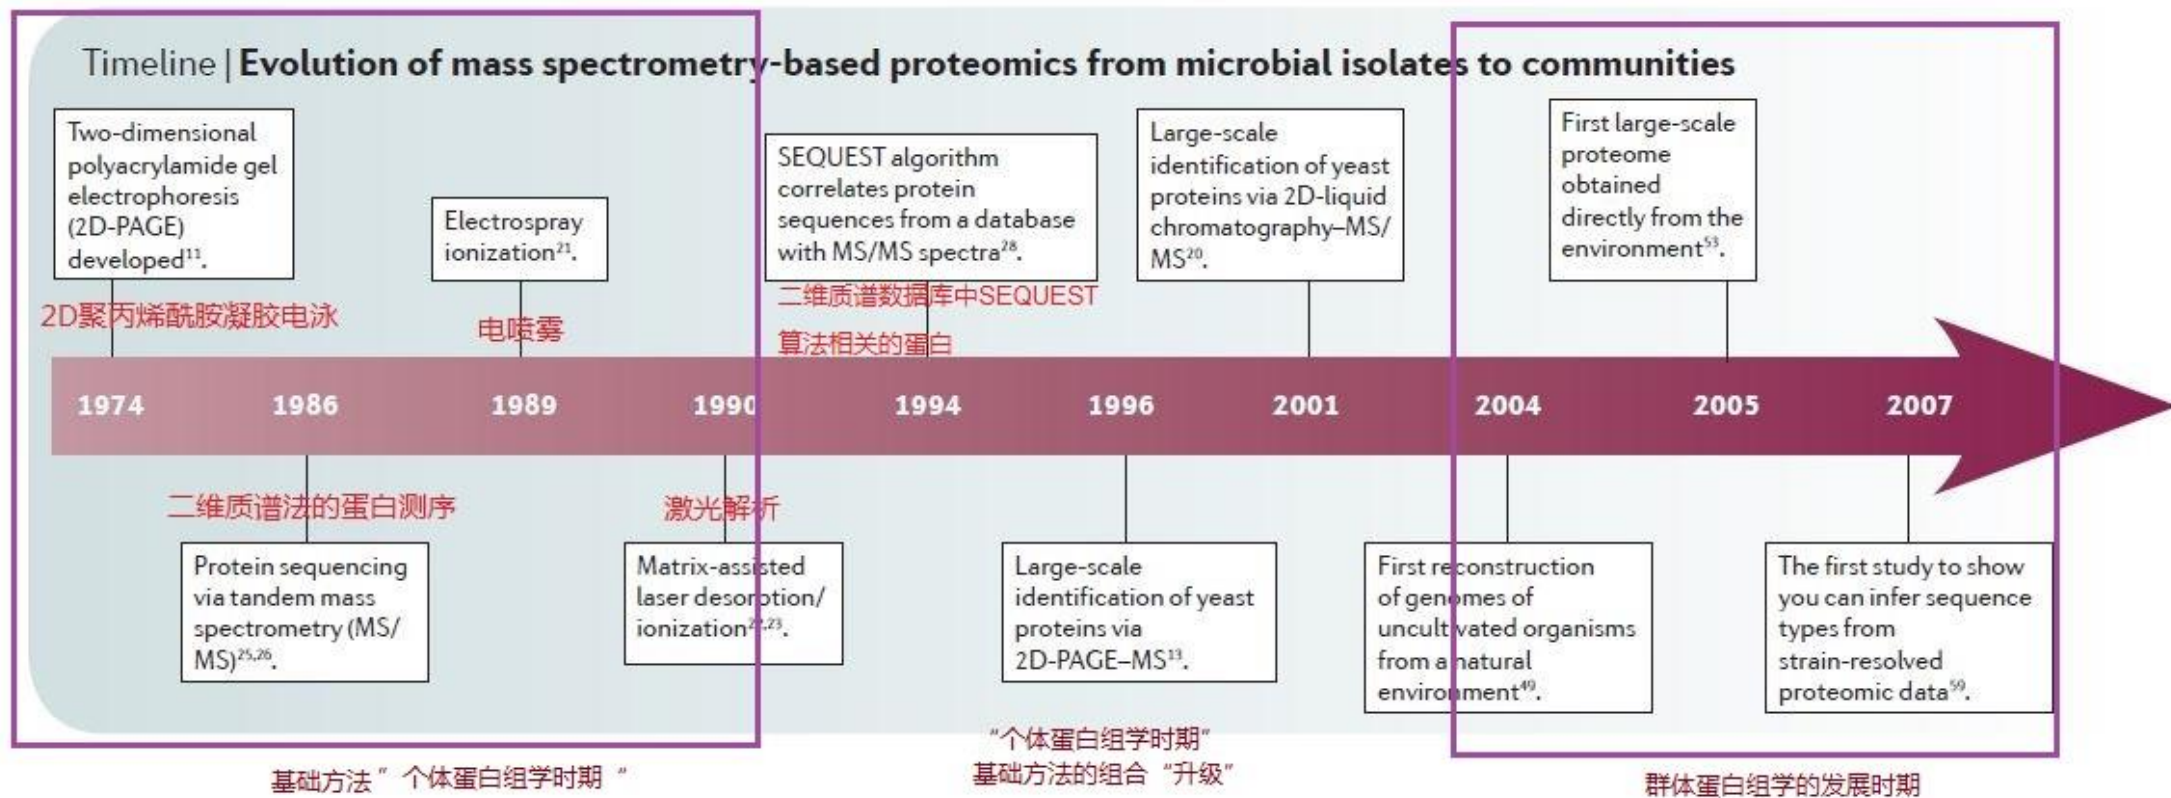 Timeline | Evolution of mass spectrometry-based proteomics from microbial isolates to communities
Two-dimensional
polyacrylamide gel
electrophoresis
(2D-PAGE)
developed¹¹.
Electrospray
ionization²¹.
SEQUEST algorithm
correlates protein
sequences from a database
with MS/MS spectra²⁸.
Large-scale
identification of yeast
proteins via 2D-liquid
chromatography–MS/
MS²⁰.
First large-scale
proteome
obtained
directly from the
environment⁵³.
2D聚丙烯酰胺凝胶电泳
电喷雾
二维质谱数据库中SEQUEST
算法相关的蛋白
1974 1986 1989 1990 1994 1996 2001 2004 2005 2007
二维质谱法的蛋白测序
激光解析
Protein sequencing
via tandem mass
spectrometry (MS/
MS)²⁵,²⁶.
Matrix-assisted
laser desorption/
ionization²²,²³.
Large-scale
identification of yeast
proteins via
2D-PAGE–MS¹³.
First reconstruction
of genomes of
uncultivated organisms
from a natural
environment⁴⁹.
The first study to show
you can infer sequence
types from
strain-resolved
proteomic data⁵⁹.
基础方法”个体蛋白组学时期“
“个体蛋白组学时期”
基础方法的组合“升级”
群体蛋白组学的发展时期